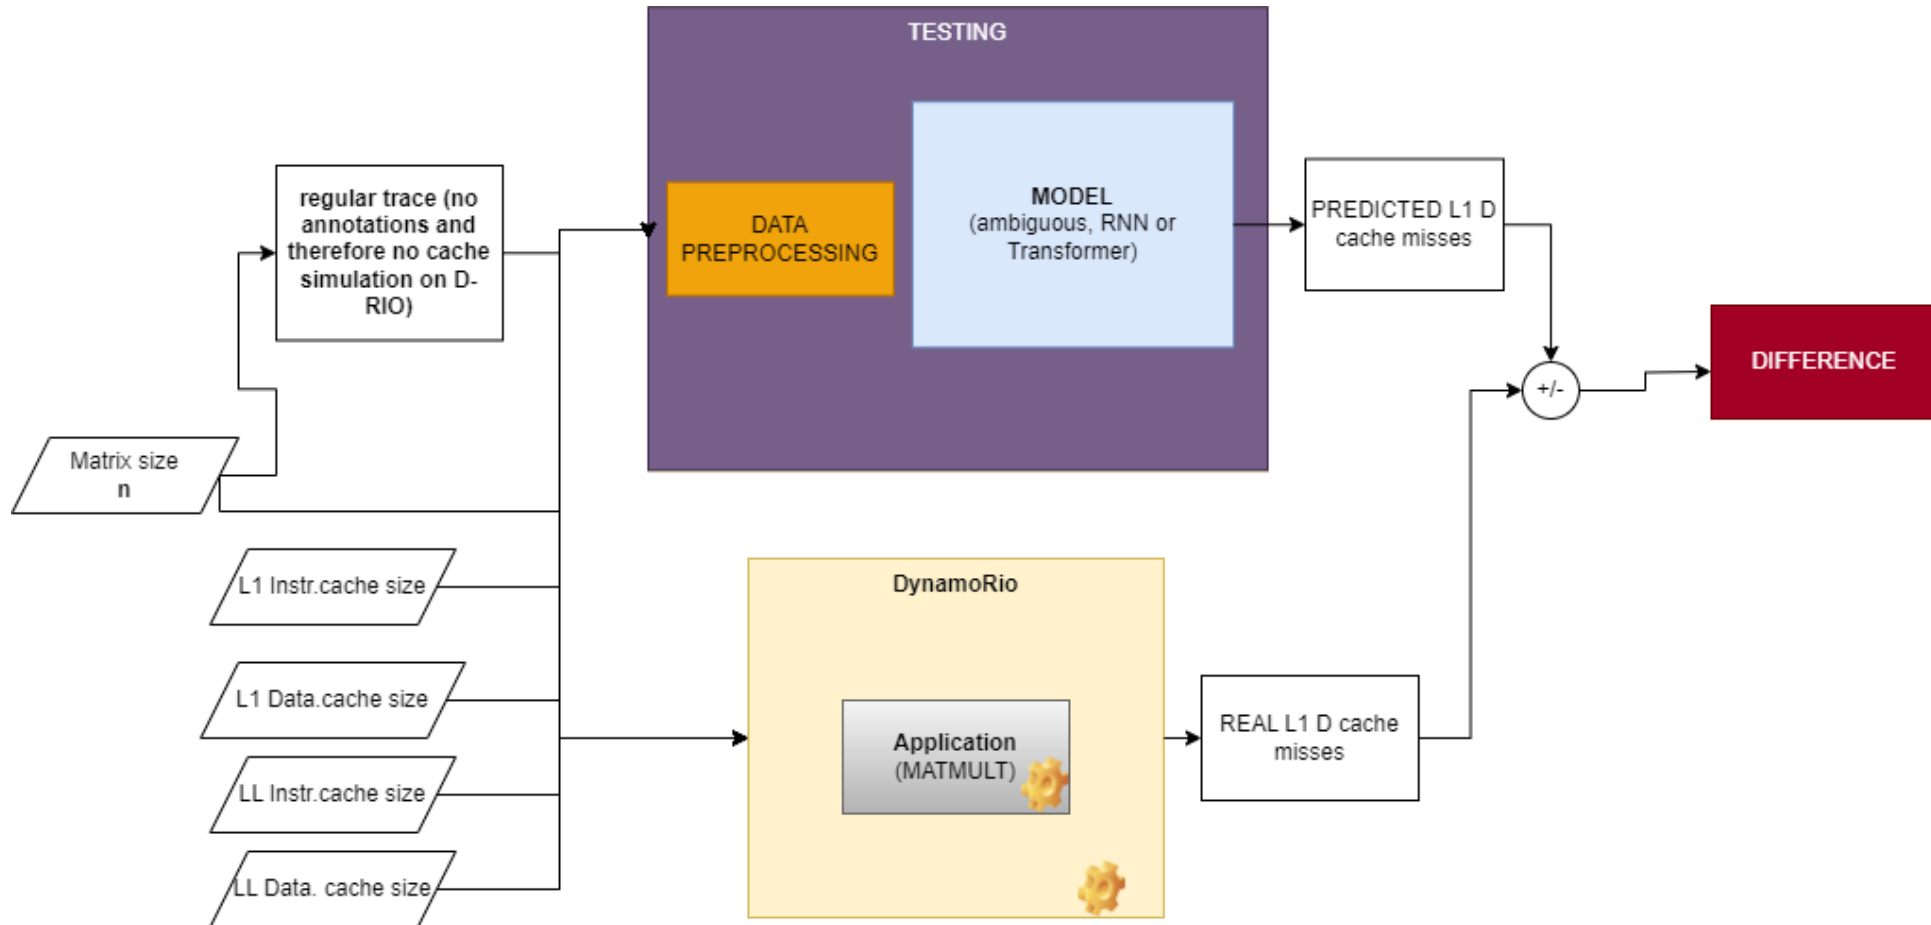 TESTING
regular trace (no
annotations and
therefore no cache
simulation on D-
RIO)
DATA
PREPROCESSING
MODEL
(ambiguous, RNN or
Transformer)
PREDICTED L1 D
cache misses
+/-
DIFFERENCE
Matrix size
n
L1 Instr.cache size
L1 Data.cache size
LL Instr.cache size
LL Data. cache size
DynamoRio
Application
(MATMULT)
REAL L1 D cache
misses